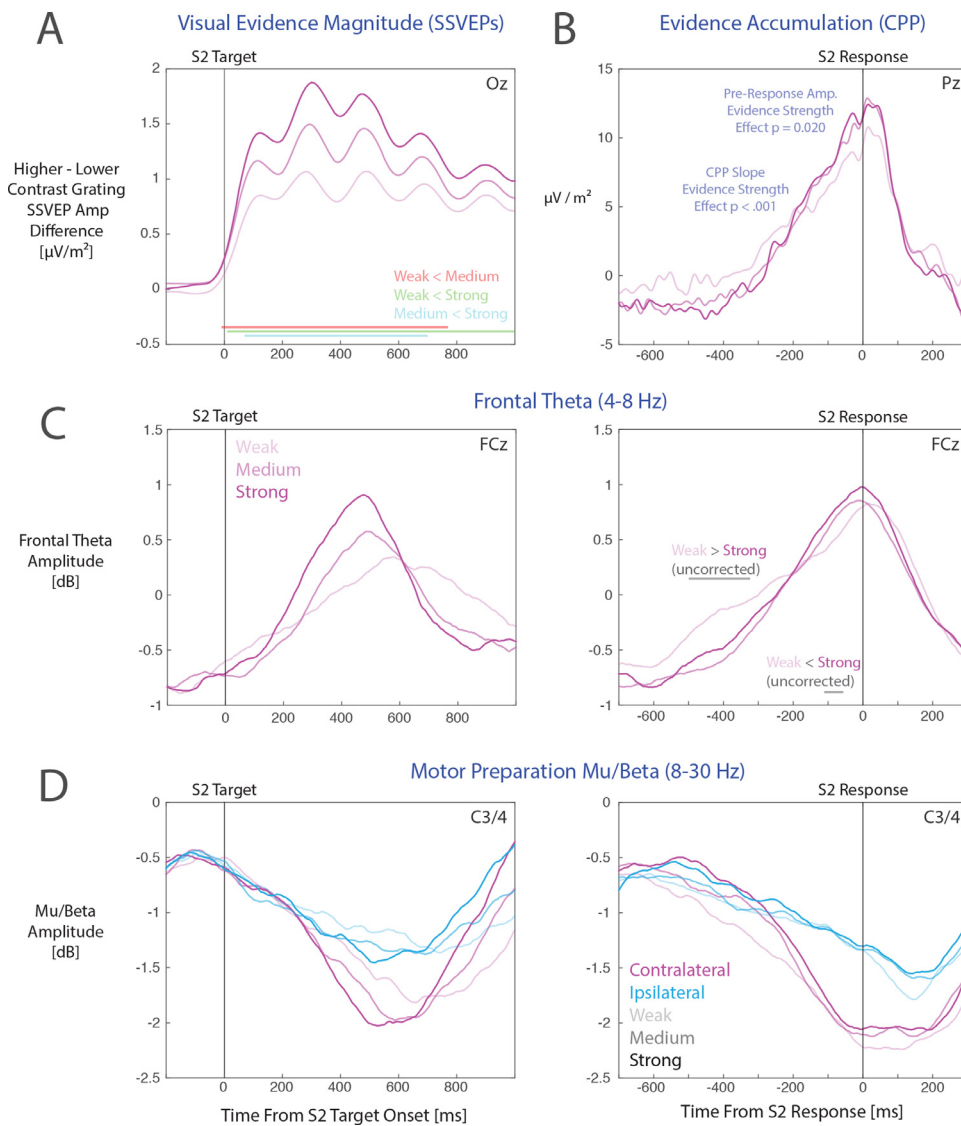 A
Visual Evidence Magnitude (SSVEPs)
S2 Target
Oz
Higher - Lower
Contrast Grating
SSVEP Amp
Difference
[µV/m²]
2
1.5
1
0.5
0
-0.5
Weak < Medium
Weak < Strong
Medium < Strong
0 200 400 600 800
B
Evidence Accumulation (CPP)
S2 Response
Pz
µV / m²
15
10
5
0
-5
Pre-Response Amp.
Evidence Strength
Effect p = 0.020
CPP Slope
Evidence Strength
Effect p < .001
-600 -400 -200 0 200
C
Frontal Theta (4-8 Hz)
S2 Target
FCz
Weak
Medium
Strong
Frontal Theta
Amplitude
[dB]
1.5
1
0.5
0
-0.5
-1
0 200 400 600 800
S2 Response
FCz
1.5
1
0.5
0
-0.5
-1
Weak > Strong
(uncorrected)
Weak < Strong
(uncorrected)
-600 -400 -200 0 200
D
Motor Preparation Mu/Beta (8-30 Hz)
S2 Target
C3/4
Mu/Beta
Amplitude
[dB]
0
-0.5
-1
-1.5
-2
-2.5
0 200 400 600 800
Time From S2 Target Onset [ms]
S2 Response
C3/4
0
-0.5
-1
-1.5
-2
-2.5
Contralateral
Ipsilateral
Weak
Medium
Strong
-600 -400 -200 0 200
Time From S2 Response [ms]